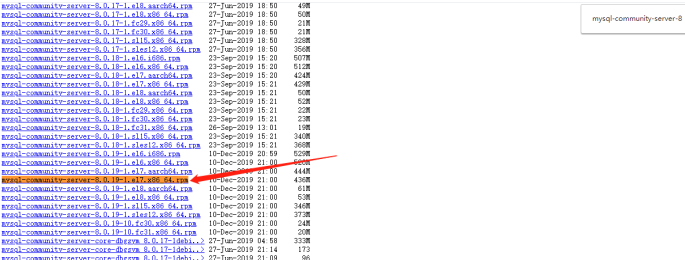 mysql-community-server-8.0.17-1.el8.aarch64.rpm 27-Jun-2019 18:50 49M
mysql-community-server-8.0.17-1.el8.x86_64.rpm 27-Jun-2019 18:50 50M
mysql-community-server-8.0.17-1.fc29.x86_64.rpm 27-Jun-2019 18:50 21M
mysql-community-server-8.0.17-1.fc30.x86_64.rpm 27-Jun-2019 18:50 21M
mysql-community-server-8.0.17-1.sl15.x86_64.rpm 27-Jun-2019 18:50 328M
mysql-community-server-8.0.17-1.sles12.x86_64.rpm 27-Jun-2019 18:50 356M
mysql-community-server-8.0.18-1.el6.i686.rpm 23-Sep-2019 15:20 507M
mysql-community-server-8.0.18-1.el6.x86_64.rpm 23-Sep-2019 15:20 512M
mysql-community-server-8.0.18-1.el7.aarch64.rpm 23-Sep-2019 15:20 424M
mysql-community-server-8.0.18-1.el7.x86_64.rpm 23-Sep-2019 15:21 429M
mysql-community-server-8.0.18-1.el8.aarch64.rpm 23-Sep-2019 15:21 50M
mysql-community-server-8.0.18-1.el8.x86_64.rpm 23-Sep-2019 15:21 52M
mysql-community-server-8.0.18-1.fc29.x86_64.rpm 23-Sep-2019 15:21 22M
mysql-community-server-8.0.18-1.fc30.x86_64.rpm 23-Sep-2019 15:21 23M
mysql-community-server-8.0.18-1.fc31.x86_64.rpm 26-Sep-2019 13:01 19M
mysql-community-server-8.0.18-1.sl15.x86_64.rpm 23-Sep-2019 15:21 340M
mysql-community-server-8.0.18-1.sles12.x86_64.rpm 23-Sep-2019 15:21 368M
mysql-community-server-8.0.19-1.el6.i686.rpm 10-Dec-2019 20:59 529M
mysql-community-server-8.0.19-1.el6.x86_64.rpm 10-Dec-2019 21:00
mysql-community-server-8.0.19-1.el7.aarch64.rpm 10-Dec-2019 21:00 444M
mysql-community-server-8.0.19-1.el7.x86_64.rpm 10-Dec-2019 21:00 436M
mysql-community-server-8.0.19-1.el8.aarch64.rpm 10-Dec-2019 21:00 61M
mysql-community-server-8.0.19-1.el8.x86_64.rpm 10-Dec-2019 21:00 53M
mysql-community-server-8.0.19-1.sl15.x86_64.rpm 10-Dec-2019 21:00 346M
mysql-community-server-8.0.19-1.sles12.x86_64.rpm 10-Dec-2019 21:00 373M
mysql-community-server-8.0.19-10.fc30.x86_64.rpm 10-Dec-2019 21:00 24M
mysql-community-server-8.0.19-10.fc31.x86_64.rpm 10-Dec-2019 21:00 20M
mysql-community-server-core-dbgsym_8.0.17-1debi..> 27-Jun-2019 04:58 333M
mysql-community-server-core-dbgsym_8.0.17-1debi..> 27-Jun-2019 21:14 173
mysql-community-server-core-dbgsym_8.0.17-1debi..> 27-Jun-2019 21:09 96
mysql-community-server-8